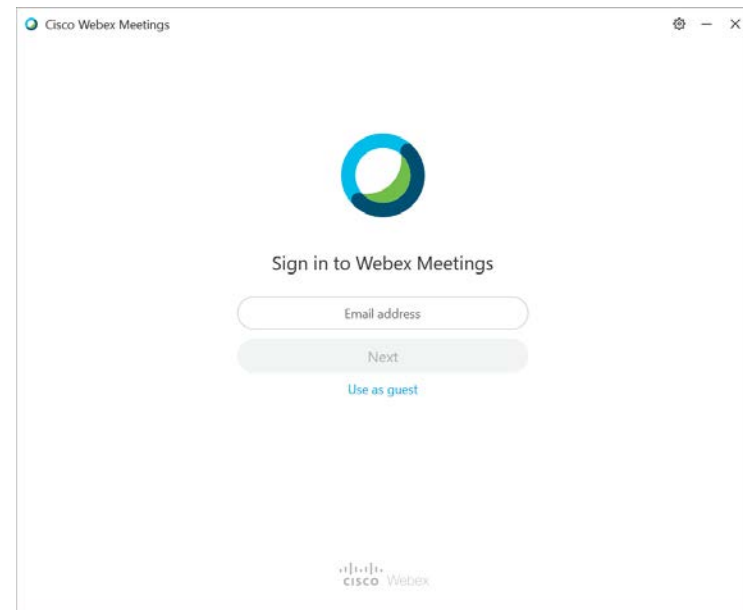 Cisco Webex Meetings
Sign in to Webex Meetings
Email address
Next
Use as guest
cisco Webex